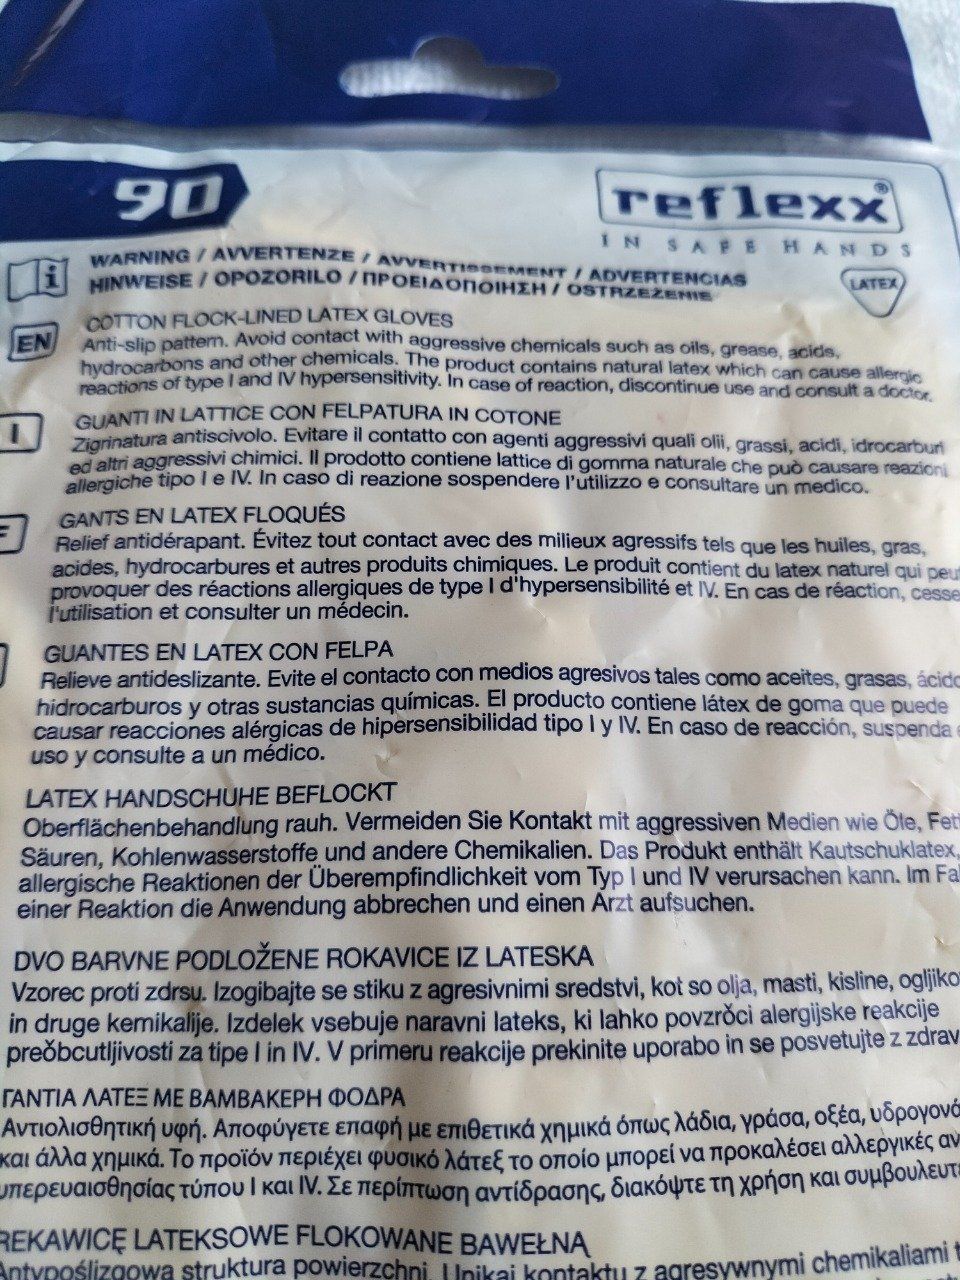 90
reflexx®
IN SAFE HANDS
WARNING / AVVERTENZE / AVVERTISSEMENT / ADVERTENCIAS
HINWEISE / OPOZORILO / ΠΡΟΕΙΔΟΠΟΙΗΣΗ / OSTRZEŻENIE
LATEX
i
EN
COTTON FLOCK-LINED LATEX GLOVES
Anti-slip pattern. Avoid contact with aggressive chemicals such as oils, grease, acids,
hydrocarbons and other chemicals. The product contains natural latex which can cause allergic
reactions of type I and IV hypersensitivity. In case of reaction, discontinue use and consult a doctor.
I
GUANTI IN LATTICE CON FELPATURA IN COTONE
Zigrinatura antiscivolo. Evitare il contatto con agenti aggressivi quali olii, grassi, acidi, idrocarburi
ed altri aggressivi chimici. Il prodotto contiene lattice di gomma naturale che può causare reazioni
allergiche tipo I e IV. In caso di reazione sospendere l'utilizzo e consultare un medico.
F
GANTS EN LATEX FLOQUÉS
Relief antidérapant. Évitez tout contact avec des milieux agressifs tels que les huiles, gras,
acides, hydrocarbures et autres produits chimiques. Le produit contient du latex naturel qui peu
provoquer des réactions allergiques de type I d'hypersensibilité et IV. En cas de réaction, cesse
l'utilisation et consulter un médecin.
GUANTES EN LATEX CON FELPA
Relieve antideslizante. Evite el contacto con medios agresivos tales como aceites, grasas, ácido
hidrocarburos y otras sustancias químicas. El producto contiene látex de goma que puede
causar reacciones alérgicas de hipersensibilidad tipo I y IV. En caso de reacción, suspenda
uso y consulte a un médico.
LATEX HANDSCHUHE BEFLOCKT
Oberflächenbehandlung rauh. Vermeiden Sie Kontakt mit aggressiven Medien wie Öle, Fett
Säuren, Kohlenwasserstoffe und andere Chemikalien. Das Produkt enthält Kautschuklatex,
allergische Reaktionen der Überempfindlichkeit vom Typ I und IV verursachen kann. Im Fa
einer Reaktion die Anwendung abbrechen und einen Arzt aufsuchen.
DVO BARVNE PODLOŽENE ROKAVICE IZ LATESKA
Vzorec proti zdrsu. Izogibajte se stiku z agresivnimi sredstvi, kot so olja, masti, kisline, ogljiko
in druge kemikalije. Izdelek vsebuje naravni lateks, ki lahko povzrŏci alergijske reakcije
preŏbcutljivosti za tipe I in IV. V primeru reakcije prekinite uporabo in se posvetujte z zdrav
ΓΑΝΤΙΑ ΛΑΤΕΞ ΜΕ ΒΑΜΒΑΚΕΡΗ ΦΟΔΡΑ
Αντιολισθητική υφή. Αποφύγετε επαφή με επιθετικά χημικά όπως λάδια, γράσα, οξέα, υδρογονό
και άλλα χημικά. Το προϊόν περιέχει φυσικό λάτεξ το οποίο μπορεί να προκαλέσει αλλεργικές αν
υπερευαισθησίας τύπου I και IV. Σε περίπτωση αντίδρασης, διακόψτε τη χρήση και συμβουλευτ
REKAWICĘ LATEKSOWE FLOKOWANE BAWEŁNĄ
Antypoślizgowa struktura powierzchni. Unikaj kontaktu z agresywnymi chemikaliami t